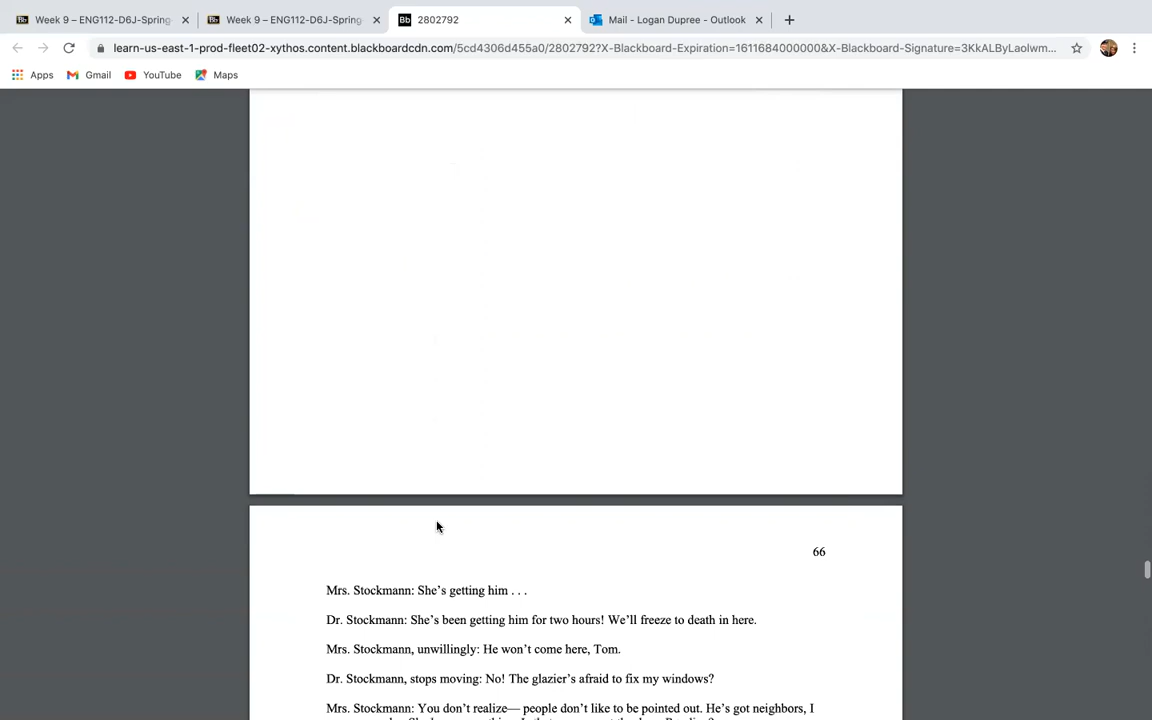 Week 9 – ENG112-D6J-Spring-
Week 9 – ENG112-D6J-Spring-
Bb 2802792
Mail - Logan Dupree - Outlook
learn-us-east-1-prod-fleet02-xythos.content.blackboardcdn.com/5cd4306d455a0/2802792?X-Blackboard-Expiration=1611684000000&X-Blackboard-Signature=3KkALByLaolwm...
Apps Gmail YouTube Maps
66
Mrs. Stockmann: She's getting him . . .
Dr. Stockmann: She's been getting him for two hours! We'll freeze to death in here.
Mrs. Stockmann, unwillingly: He won't come here, Tom.
Dr. Stockmann, stops moving: No! The glazier's afraid to fix my windows?
Mrs. Stockmann: You don't realize— people don't like to be pointed out. He's got neighbors, I